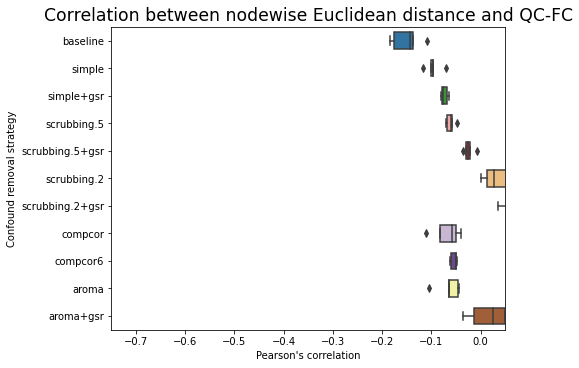 Correlation between nodewise Euclidean distance and QC-FC
Confound removal strategy
baseline
simple
simple+gsr
scrubbing.5
scrubbing.5+gsr
scrubbing.2
scrubbing.2+gsr
compcor
compcor6
aroma
aroma+gsr
−0.7 −0.6 −0.5 −0.4 −0.3 −0.2 −0.1 0.0
Pearson's correlation